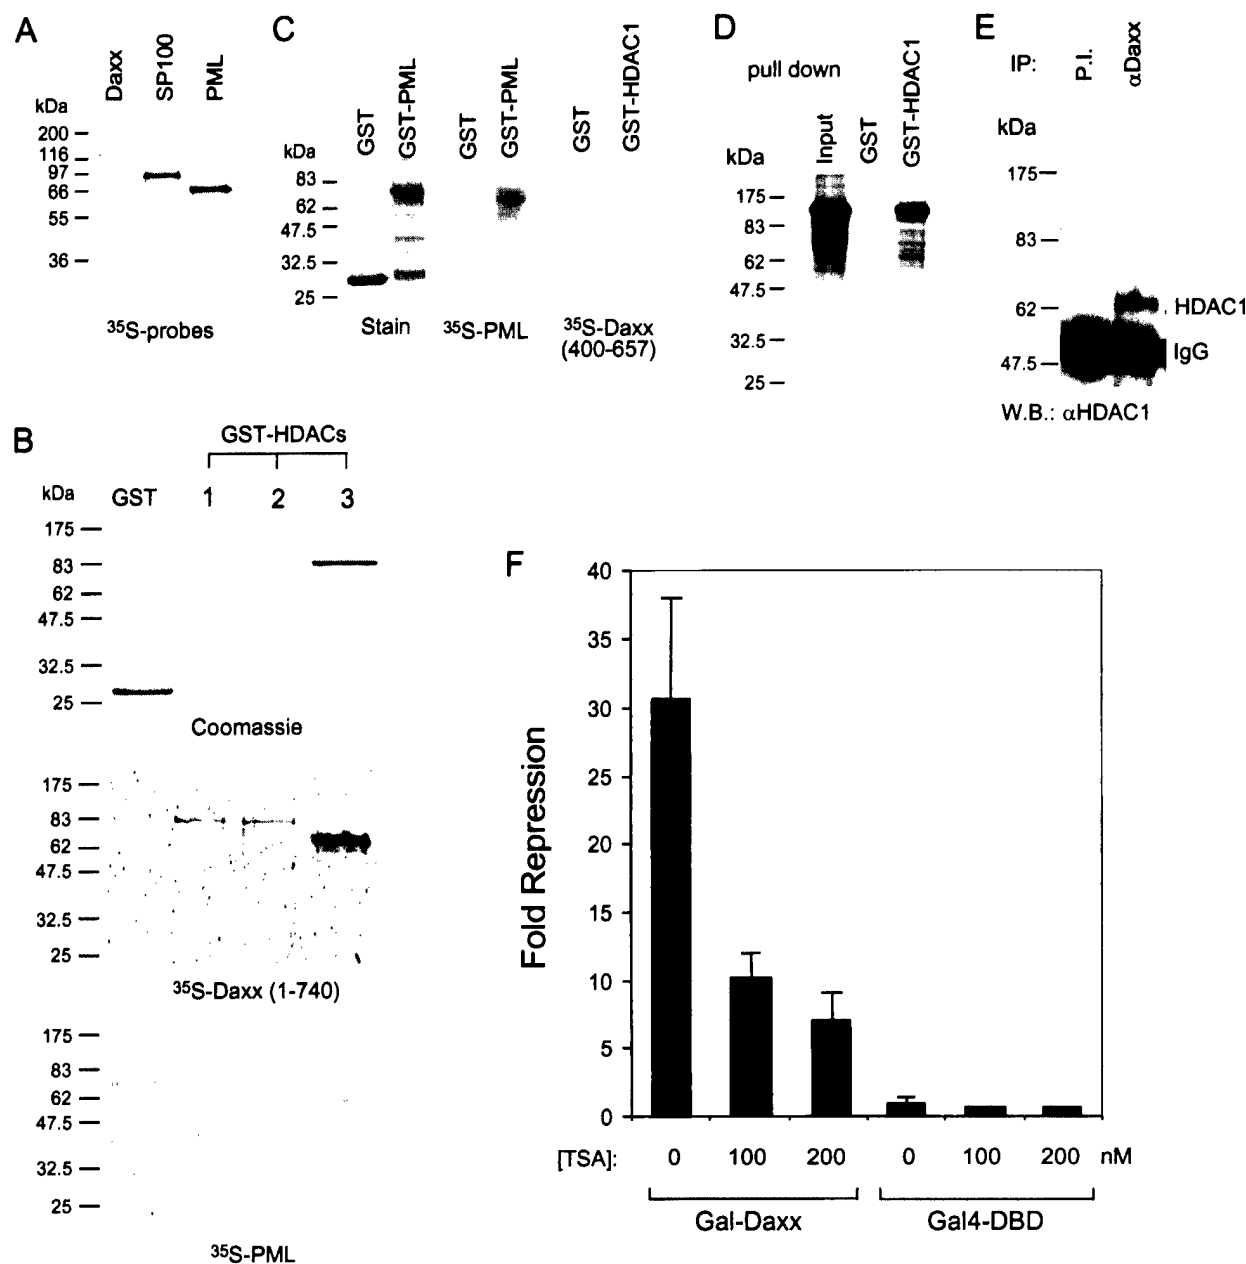 A
Daxx
SP100
PML
kDa
200
116
97
66
55
36
35S-probes
C
GST
GST-PML
GST
GST-PML
GST
GST-HDAC1
kDa
83
62
47.5
32.5
25
Stain
35S-PML
35S-Daxx
(400-657)
D
pull down
Input
GST
GST-HDAC1
kDa
175
83
62
47.5
32.5
25
E
IP:
P.I.
αDaxx
kDa
175
83
62
47.5
HDAC1
IgG
W.B.: αHDAC1
B
GST-HDACs
kDa
GST
1
2
3
175
83
62
47.5
32.5
25
Coomassie
175
83
62
47.5
32.5
25
35S-Daxx (1-740)
175
83
62
47.5
32.5
25
35S-PML
F
Fold Repression
40
35
30
25
20
15
10
5
0
[TSA]: 0 100 200 0 100 200 nM
Gal-Daxx
Gal4-DBD